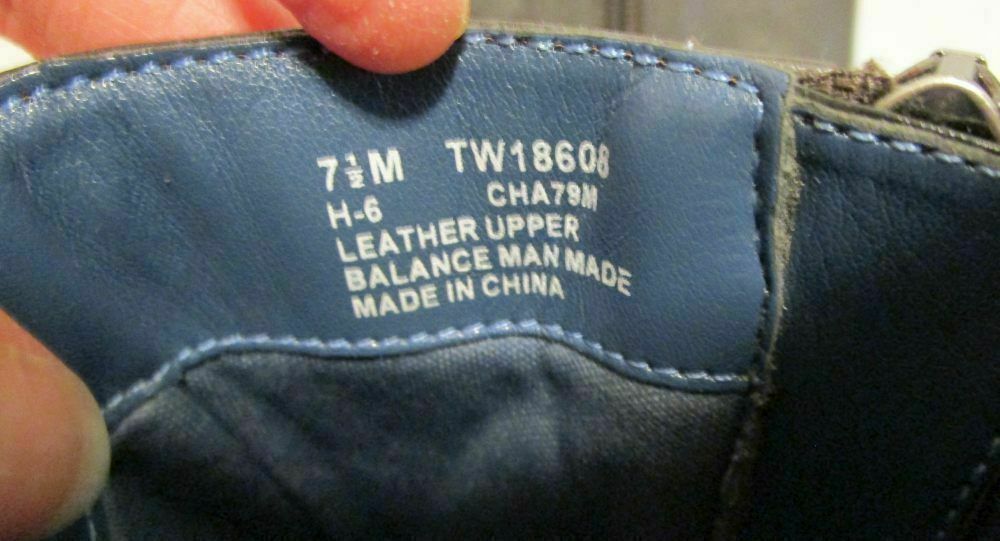 7½M TW18608
H-6 CHA79M
LEATHER UPPER
BALANCE MAN MADE
MADE IN CHINA